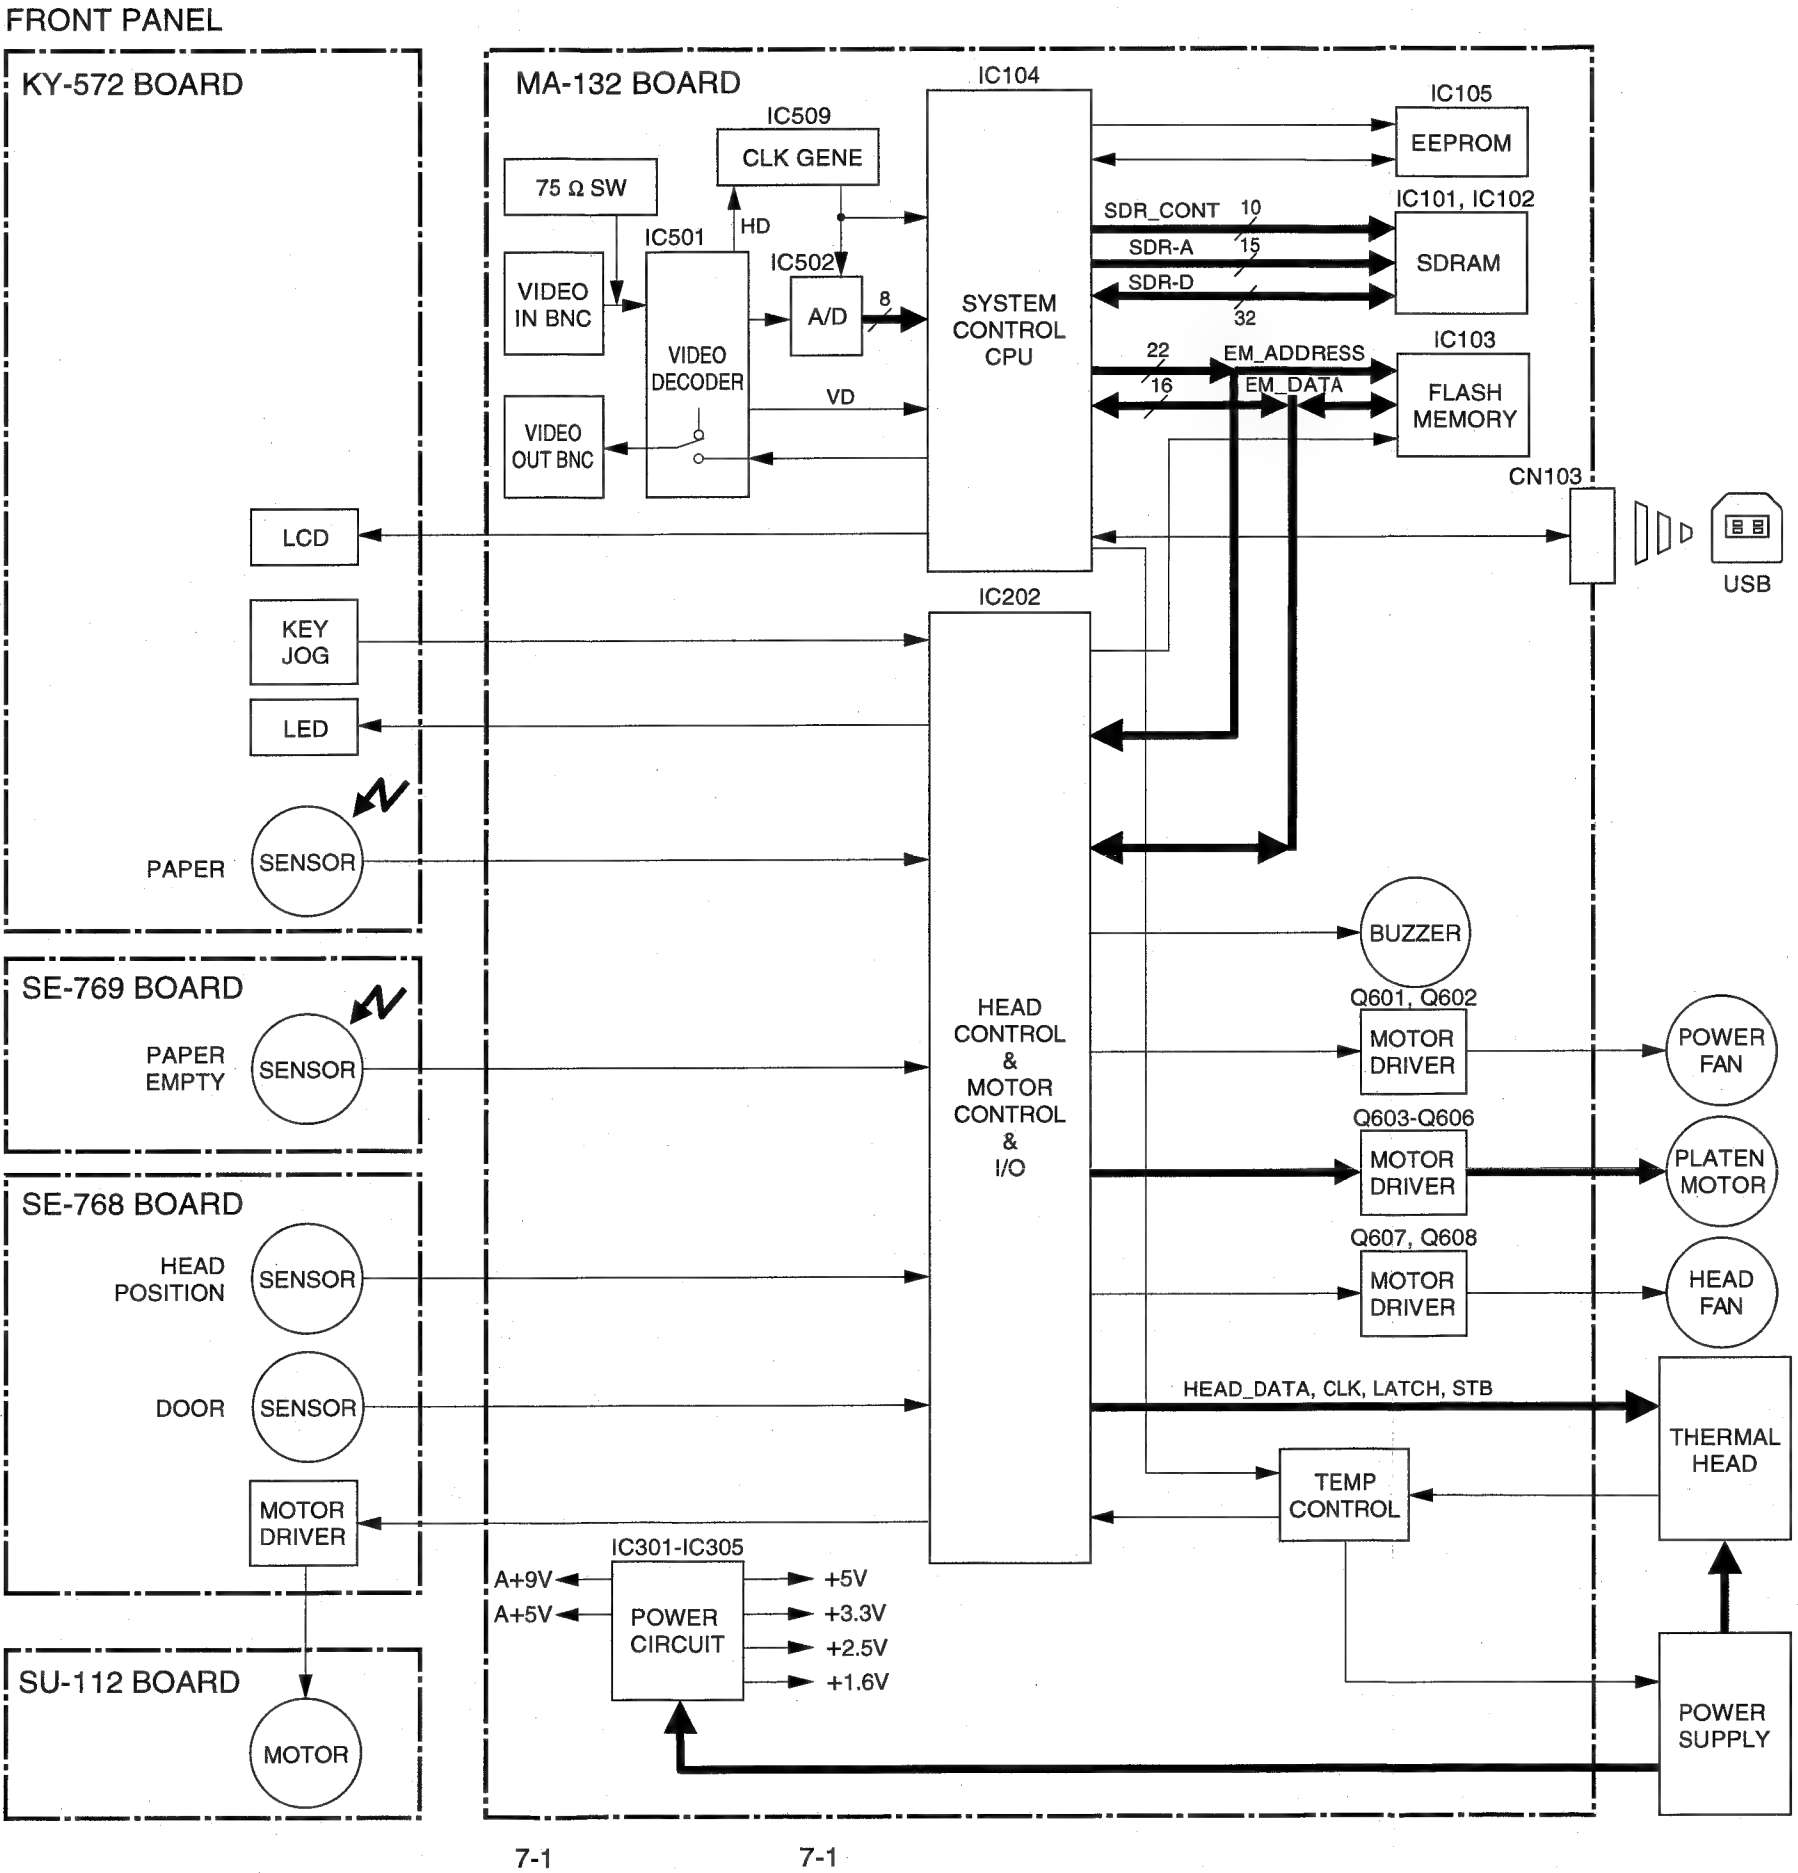 FRONT PANEL
KY-572 BOARD
LCD
KEY
JOG
LED
PAPER
SENSOR
SE-769 BOARD
PAPER
EMPTY
SENSOR
SE-768 BOARD
HEAD
POSITION
SENSOR
DOOR
SENSOR
MOTOR
DRIVER
SU-112 BOARD
MOTOR
MA-132 BOARD
IC509
CLK GENE
75 Ω SW
HD
IC501
IC502
VIDEO
IN BNC
A/D
8
VIDEO
DECODER
VD
VIDEO
OUT BNC
IC104
SYSTEM
CONTROL
CPU
IC105
EEPROM
IC101, IC102
SDR_CONT
10
SDR-A
15
SDR-D
32
SDRAM
IC103
22
EM_ADDRESS
16
EM_DATA
FLASH
MEMORY
CN103
USB
IC202
HEAD
CONTROL
&
MOTOR
CONTROL
&
I/O
BUZZER
Q601, Q602
MOTOR
DRIVER
POWER
FAN
Q603-Q606
MOTOR
DRIVER
PLATEN
MOTOR
Q607, Q608
MOTOR
DRIVER
HEAD
FAN
HEAD_DATA, CLK, LATCH, STB
THERMAL
HEAD
TEMP
CONTROL
IC301-IC305
A+9V
A+5V
POWER
CIRCUIT
+5V
+3.3V
+2.5V
+1.6V
POWER
SUPPLY
7-1
7-1